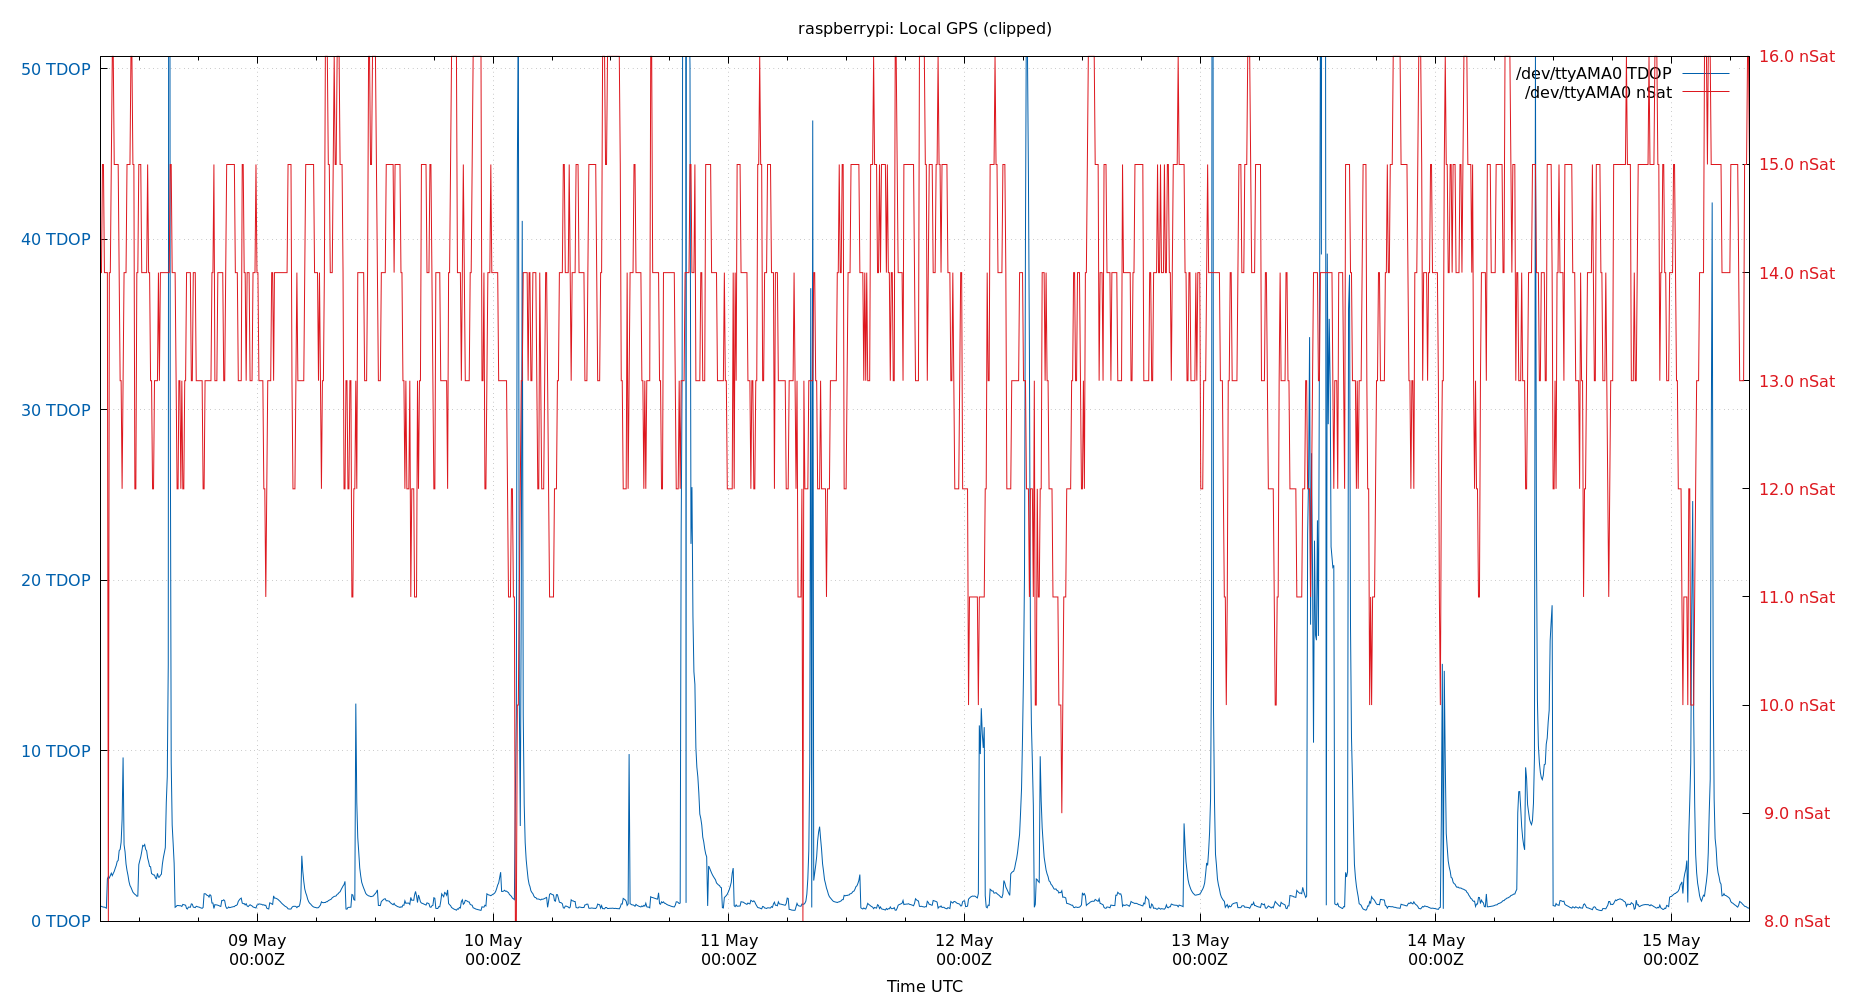 raspberrypi: Local GPS (clipped)
50 TDOP
40 TDOP
30 TDOP
20 TDOP
10 TDOP
0 TDOP
16.0 nSat
15.0 nSat
14.0 nSat
13.0 nSat
12.0 nSat
11.0 nSat
10.0 nSat
9.0 nSat
8.0 nSat
/dev/ttyAMA0 TDOP
/dev/ttyAMA0 nSat
09 May
00:00Z
10 May
00:00Z
11 May
00:00Z
12 May
00:00Z
13 May
00:00Z
14 May
00:00Z
15 May
00:00Z
Time UTC